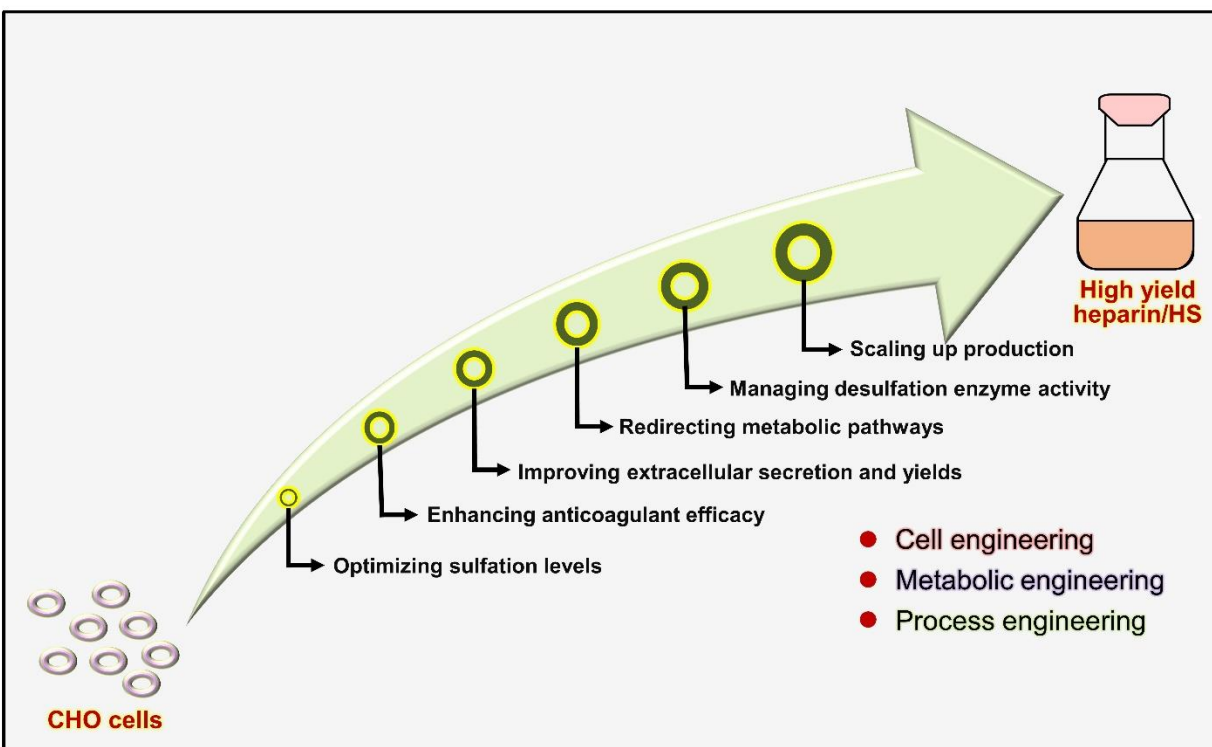 High yield
heparin/HS
Scaling up production
Managing desulfation enzyme activity
Redirecting metabolic pathways
Improving extracellular secretion and yields
Enhancing anticoagulant efficacy
Optimizing sulfation levels
Cell engineering
Metabolic engineering
Process engineering
CHO cells